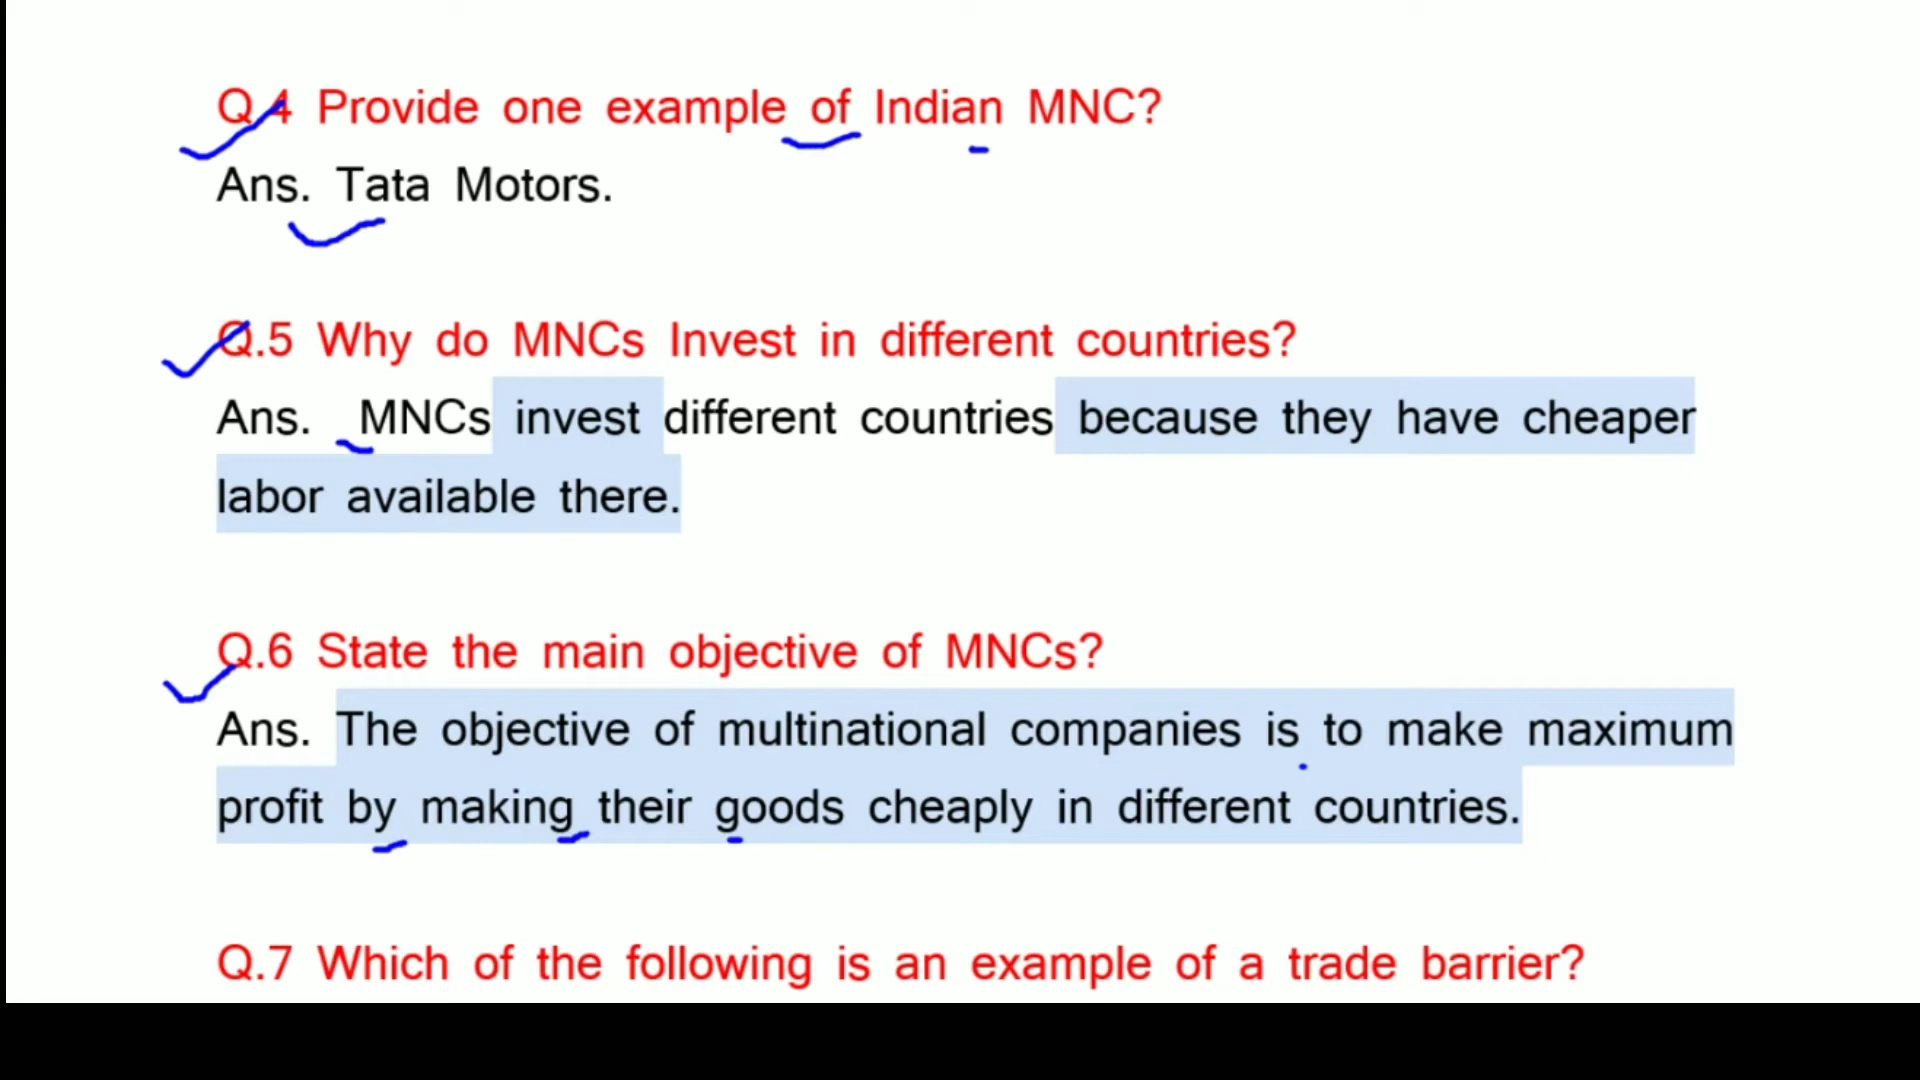 Q.4 Provide one example of Indian MNC?
Ans. Tata Motors.
Q.5 Why do MNCs Invest in different countries?
Ans. MNCs invest different countries because they have cheaper
labor available there.
Q.6 State the main objective of MNCs?
Ans. The objective of multinational companies is to make maximum
profit by making their goods cheaply in different countries.
Q.7 Which of the following is an example of a trade barrier?